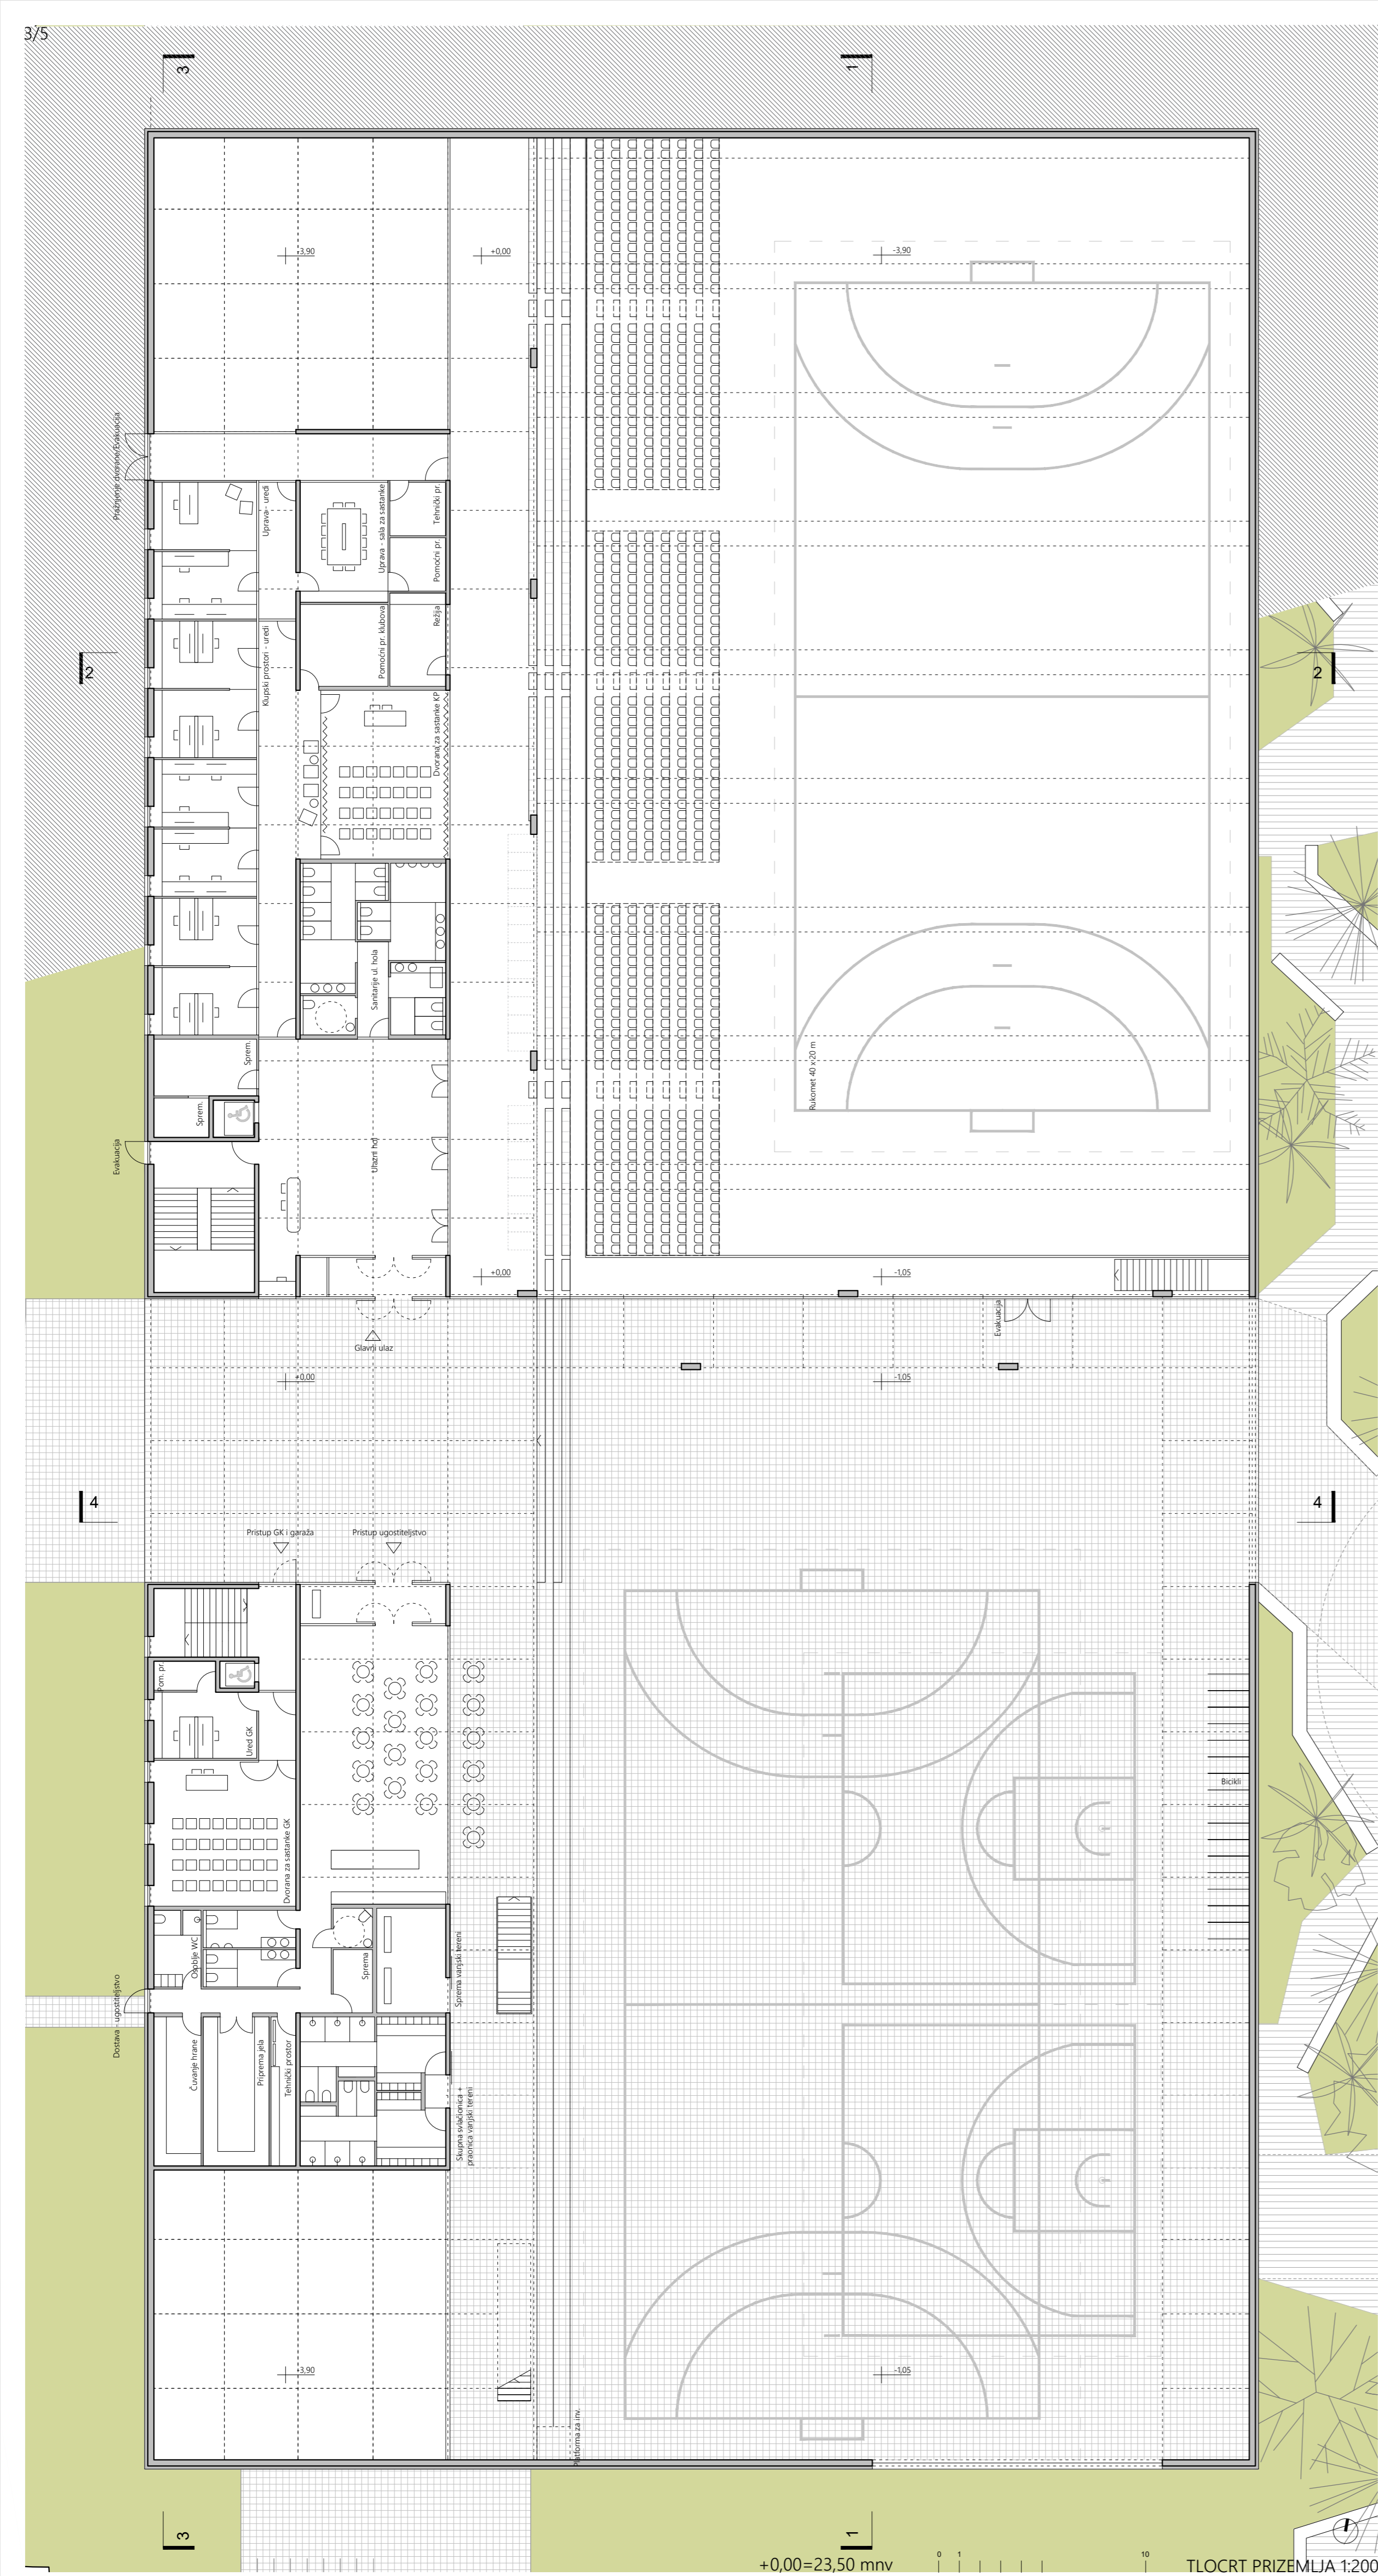 3/5
3
1
-3,90
+0,00
-3,90
Pražnjenje dvorane/Evakuacija
Uprava - uredi
Uprava - sala za sastanke
Tehnički pr.
Pomoćni pr.
Klupski prostori - uredi
Pomoćni pr. klubova
Režija
2
2
Dvorana za sastanke KP
Sanitarije ul. hola
Sprem.
Rukomet 40 x 20 m
Sprem.
Evakuacija
Ulazni hol
+0,00
-1,05
Evakuacija
Glavni ulaz
+0,00
-1,05
4
4
Pristup GK i garaža
Pristup ugostiteljstvo
Pom. pr.
Ured GK
Bicikli
Dvorana za sastanke GK
Osoblje WC
Sprema
Sprema vanjski tereni
Dostava - ugostiteljstvo
Čuvanje hrane
Priprema jela
Tehnički prostor
Skupna svlačionica +
praonica vanjski tereni
-3,90
-1,05
Platforma za inv.
3
1
+0,00=23,50 mnv
0 1 10
TLOCRT PRIZEMLJA 1:200